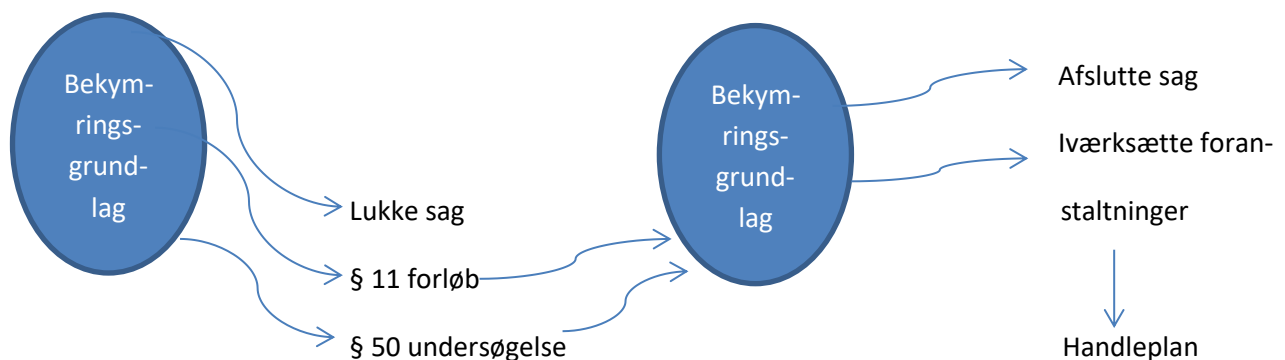 Bekym-
rings-
grund-
lag
Lukke sag
§ 11 forløb
§ 50 undersøgelse
Bekym-
rings-
grund-
lag
Afslutte sag
Iværksætte foran-
staltninger
Handleplan